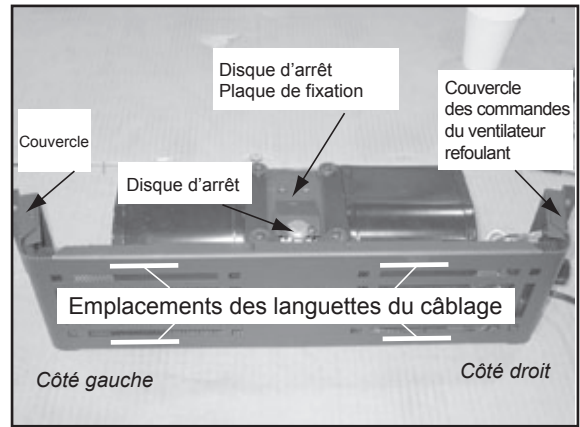 Disque d'arrêt
Plaque de fixation
Couvercle
des commandes
du ventilateur
refoulant
Couvercle
Disque d'arrêt
Emplacements des languettes du câblage
Côté gauche
Côté droit